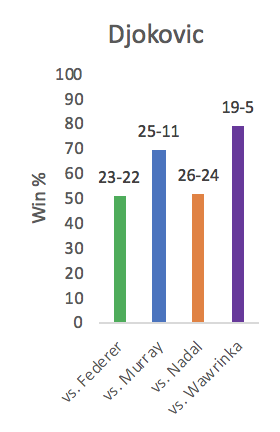 Djokovic
Win %
100
90
80
70
60
50
40
30
20
10
0
23-22
25-11
26-24
19-5
vs. Federer
vs. Murray
vs. Nadal
vs. Wawrinka